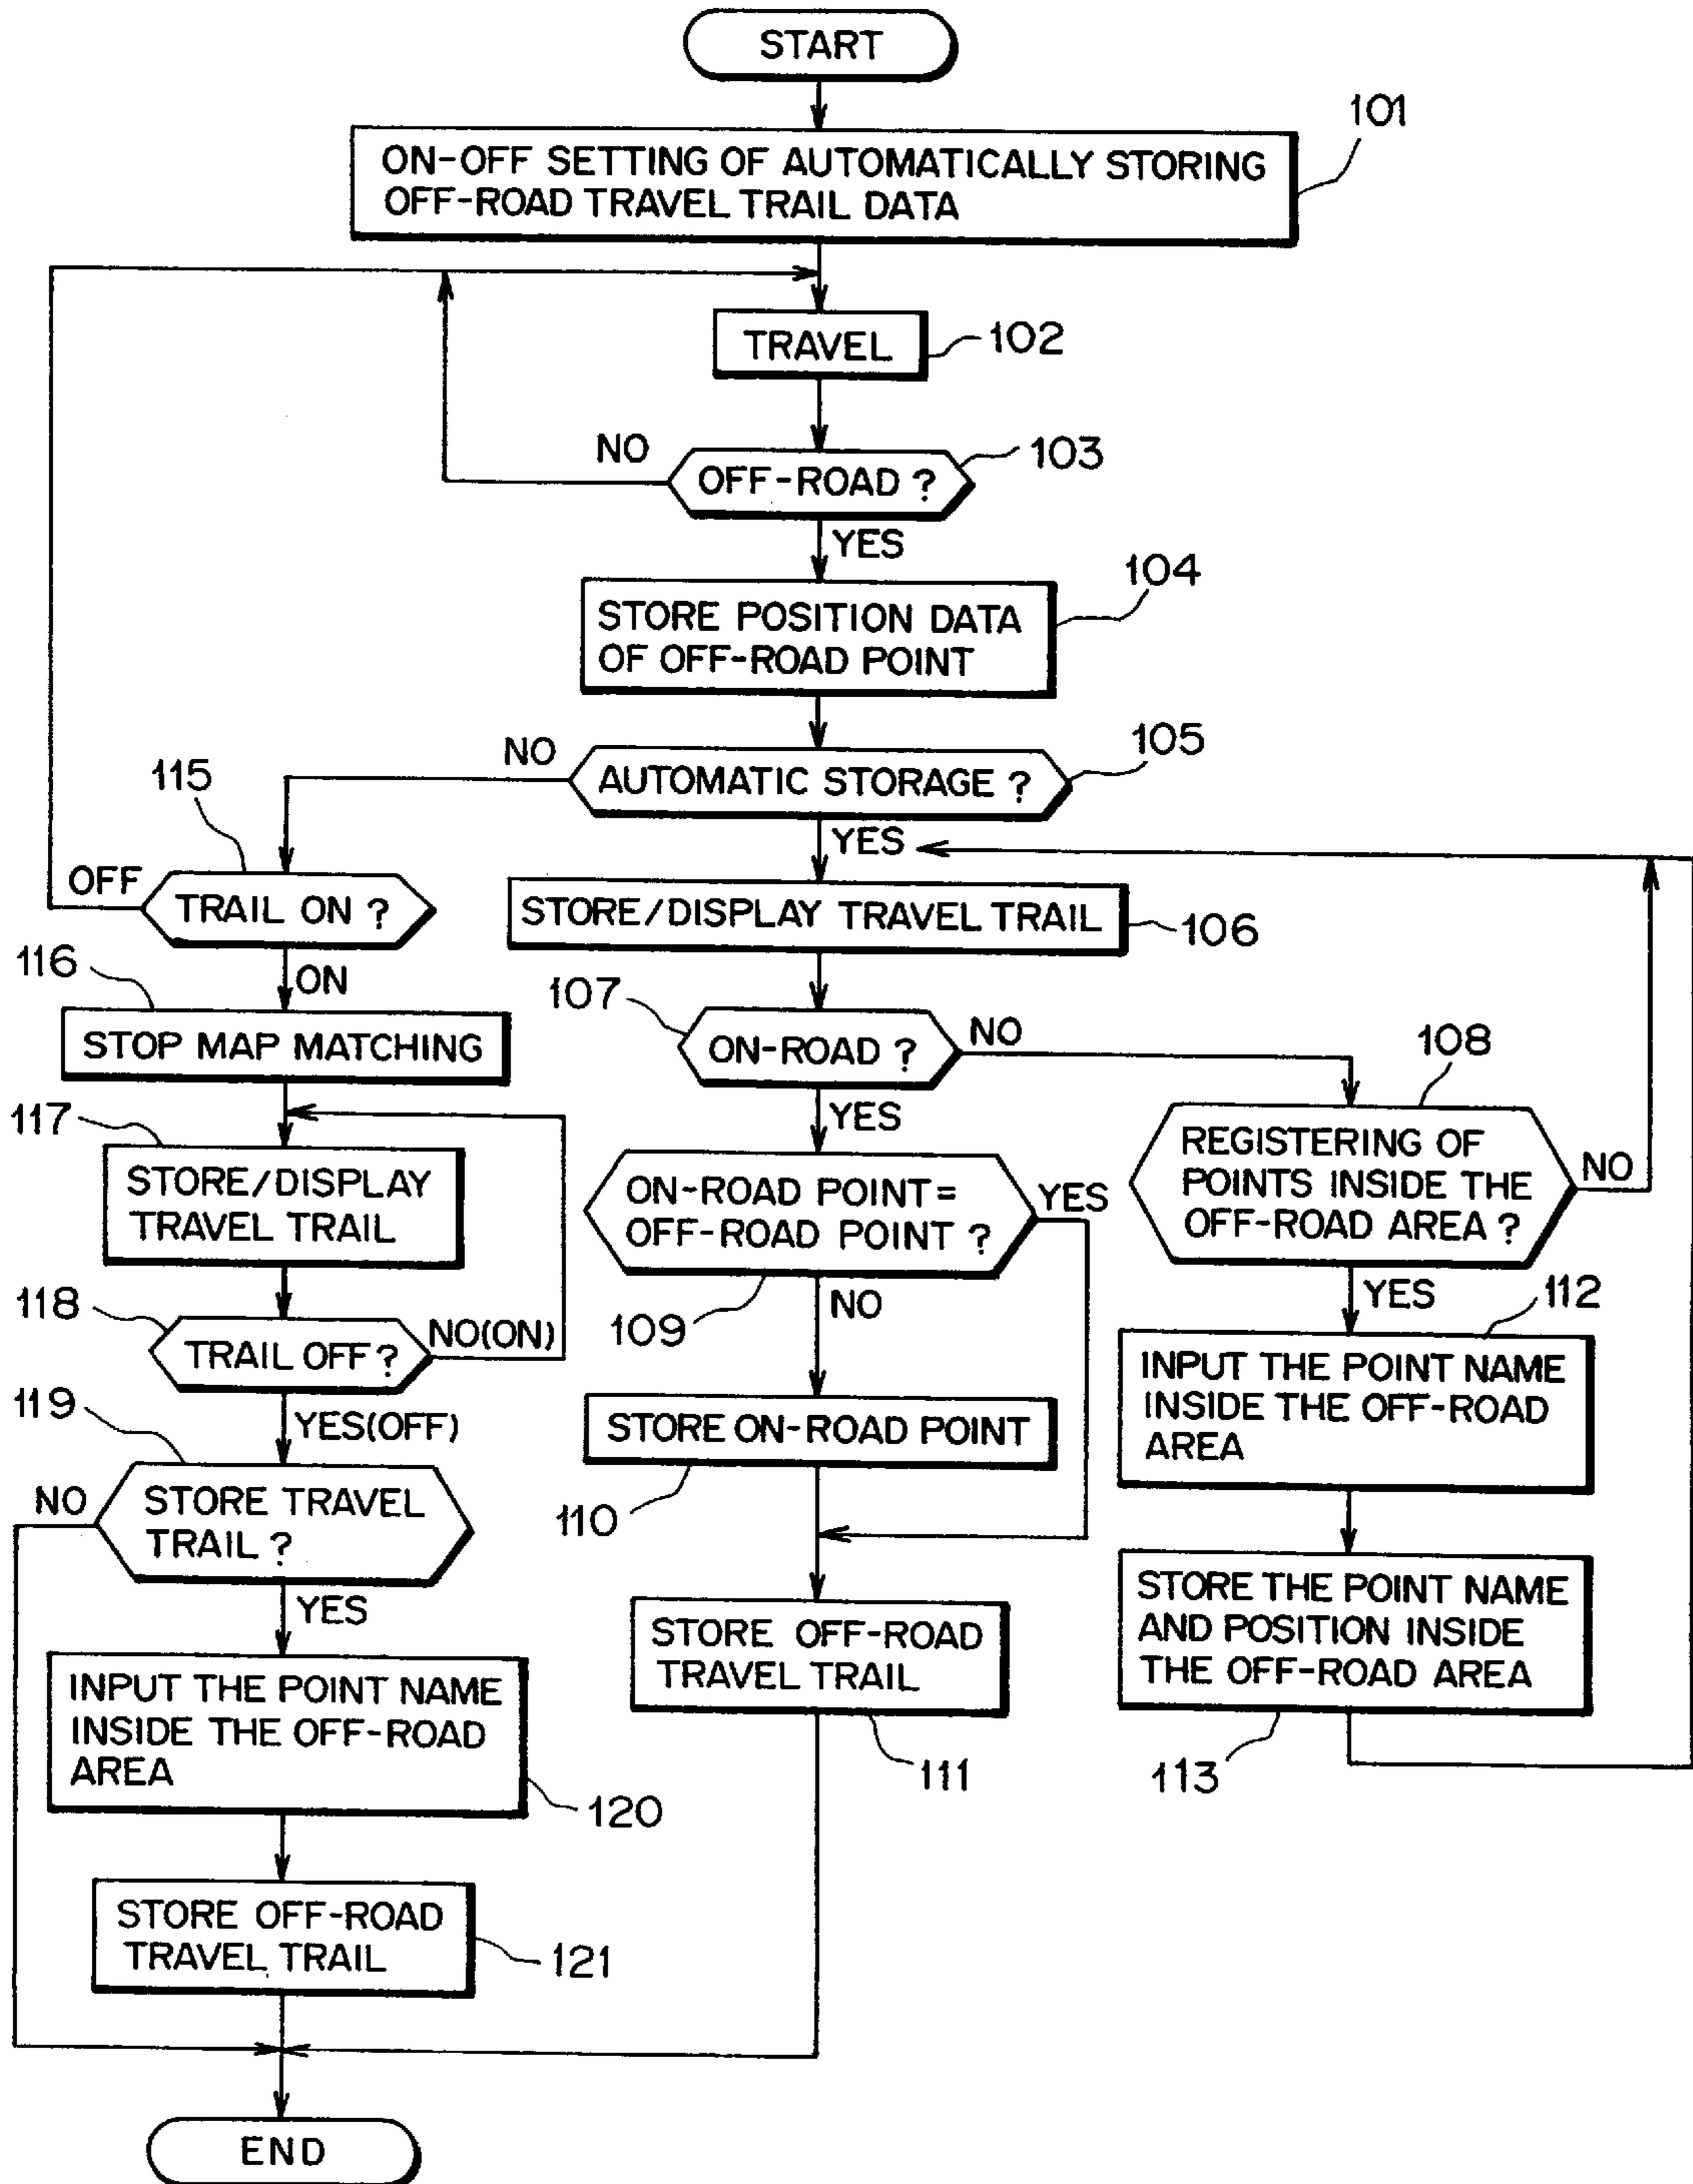 START
101
ON-OFF SETTING OF AUTOMATICALLY STORING
OFF-ROAD TRAVEL TRAIL DATA
TRAVEL
102
NO
OFF-ROAD ?
103
YES
104
STORE POSITION DATA
OF OFF-ROAD POINT
NO
AUTOMATIC STORAGE ?
105
YES
115
OFF
TRAIL ON ?
ON
STORE/DISPLAY TRAVEL TRAIL
106
116
STOP MAP MATCHING
107
ON-ROAD ?
NO
YES
108
REGISTERING OF
POINTS INSIDE THE
OFF-ROAD AREA ?
NO
YES
117
STORE/DISPLAY
TRAVEL TRAIL
ON-ROAD POINT =
OFF-ROAD POINT ?
YES
109
NO
118
TRAIL OFF ?
NO(ON)
YES(OFF)
112
INPUT THE POINT NAME
INSIDE THE OFF-ROAD
AREA
119
NO
STORE TRAVEL
TRAIL ?
YES
STORE ON-ROAD POINT
110
STORE THE POINT NAME
AND POSITION INSIDE
THE OFF-ROAD AREA
113
STORE OFF-ROAD
TRAVEL TRAIL
111
INPUT THE POINT NAME
INSIDE THE OFF-ROAD
AREA
120
STORE OFF-ROAD
TRAVEL TRAIL
121
END